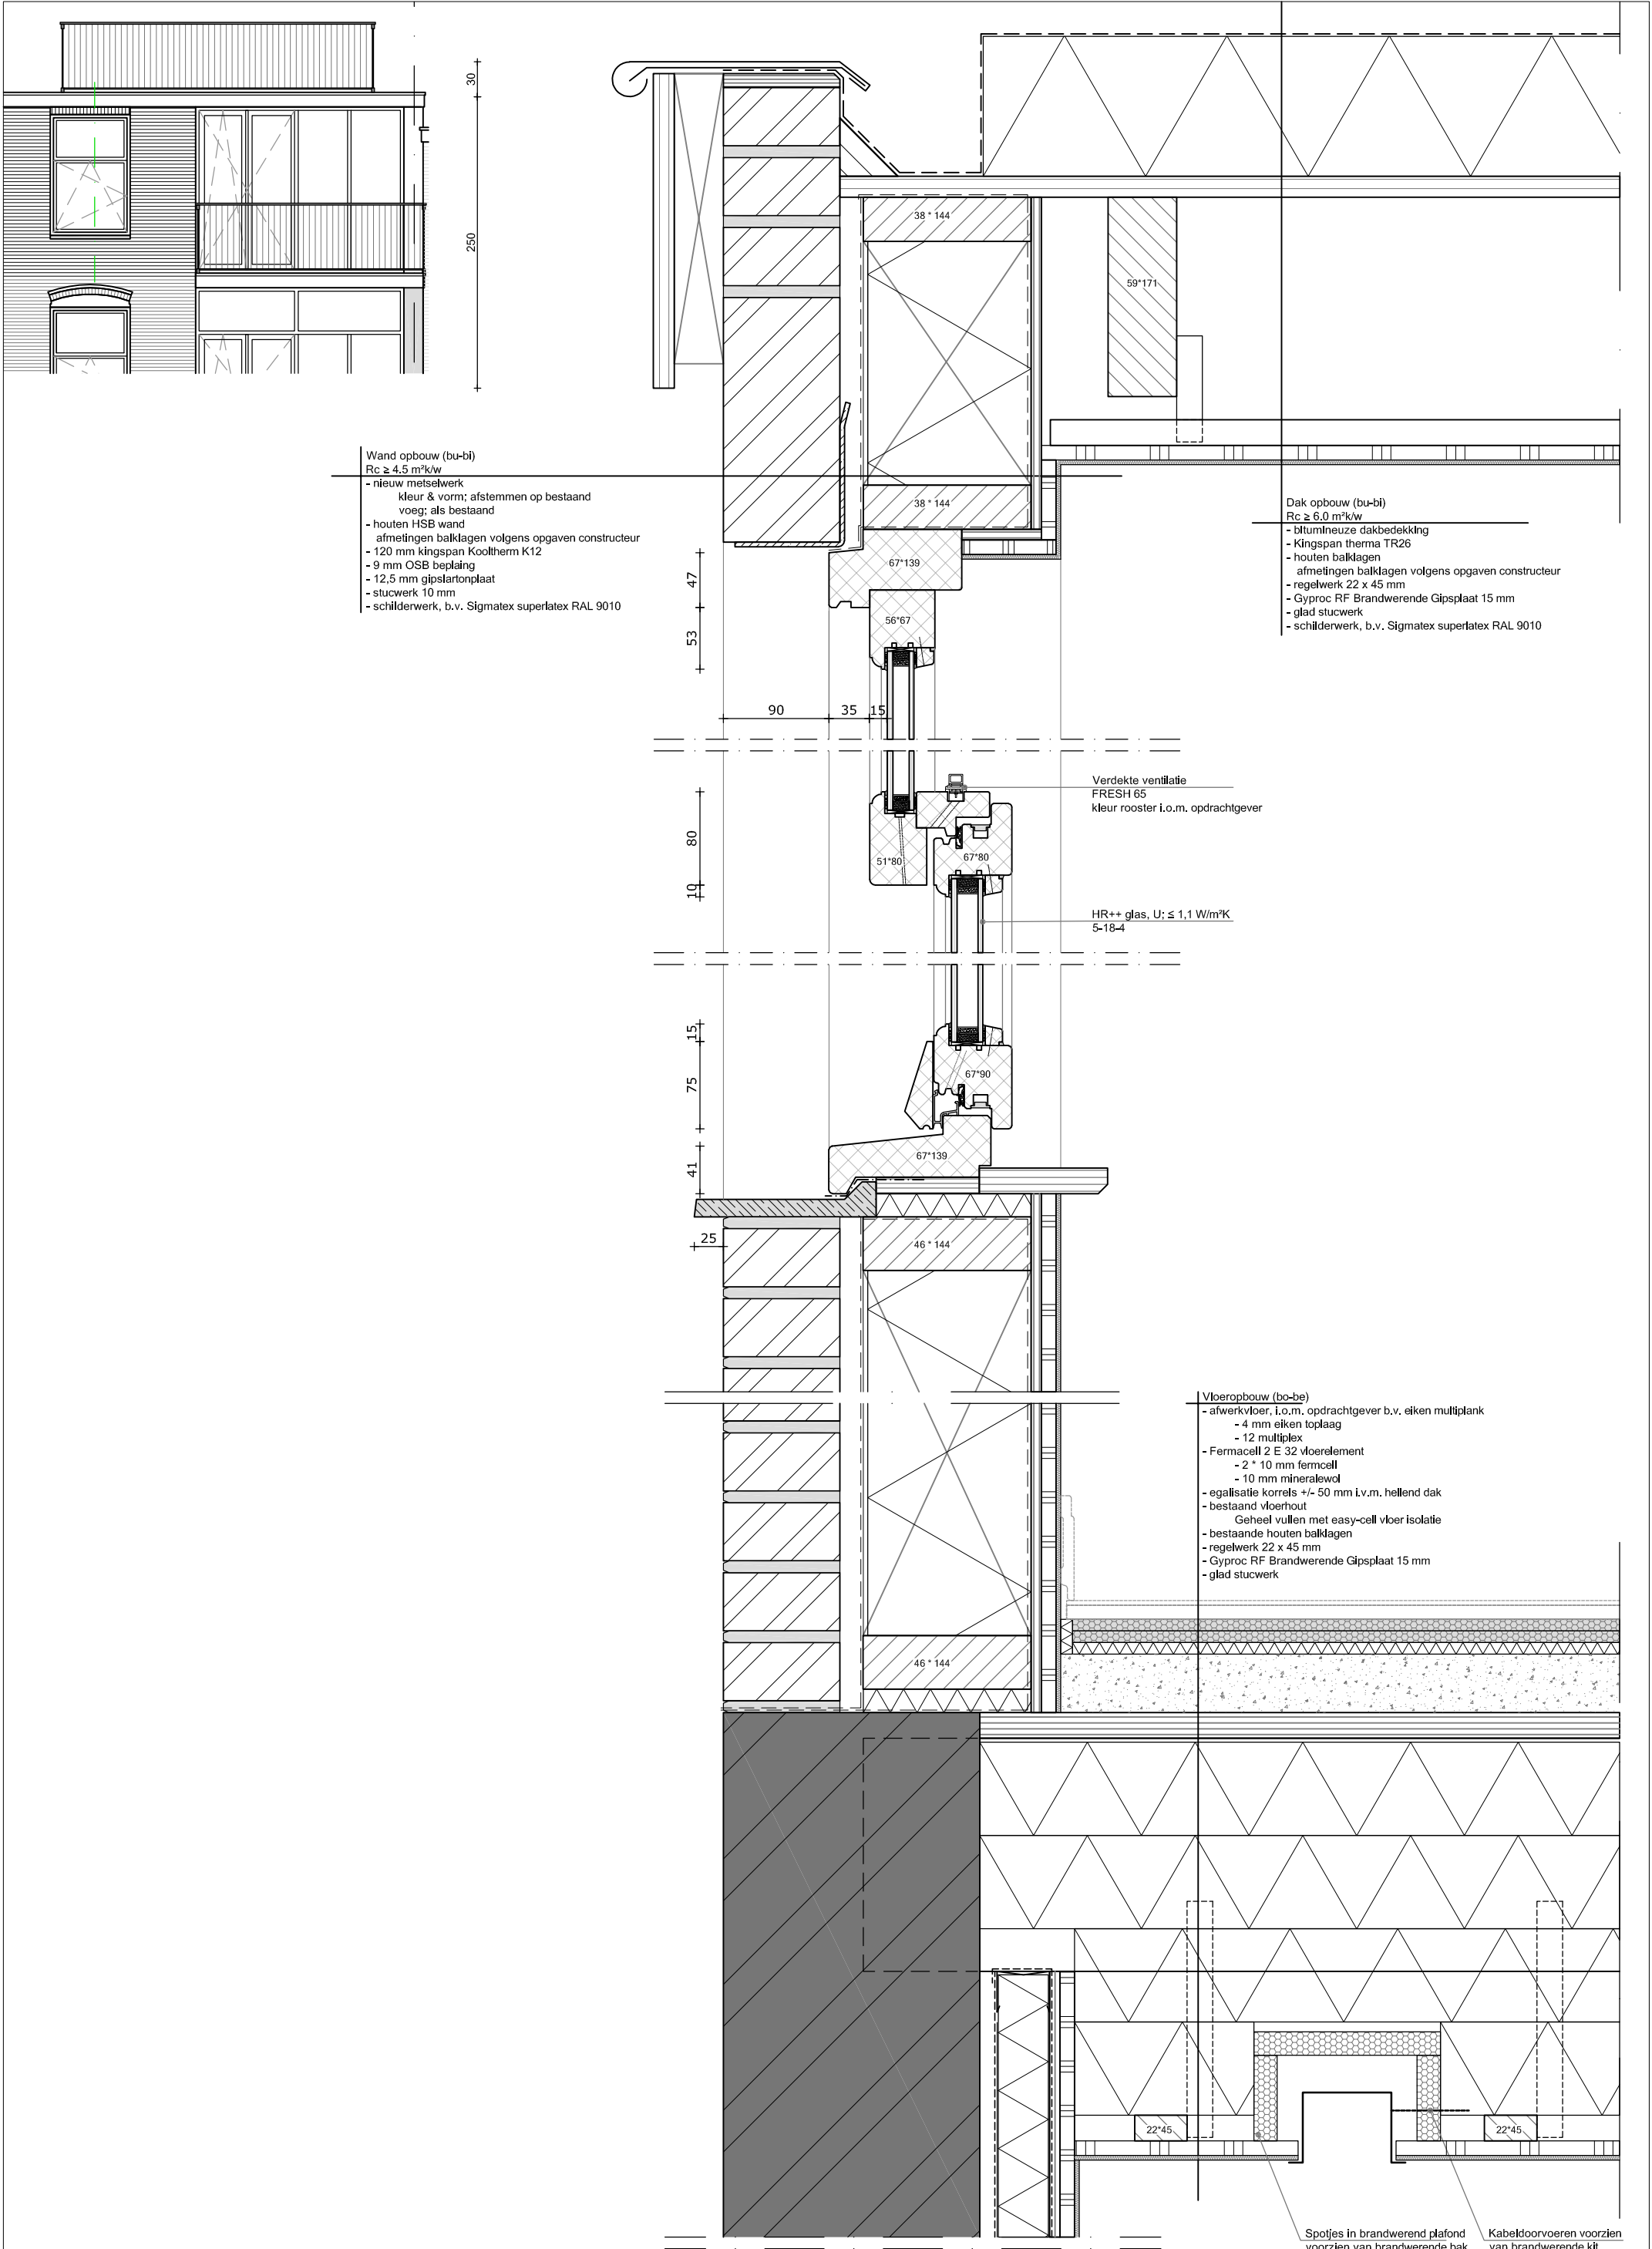 30
250
38 * 144
59*171
Wand opbouw (bu-bi)
Rc ≥ 4.5 m²k/w
- nieuw metselwerk
kleur & vorm; afstemmen op bestaand
voeg; als bestaand
- houten HSB wand
afmetingen balklagen volgens opgaven constructeur
- 120 mm kingspan Kooltherm K12
- 9 mm OSB beplaing
- 12,5 mm gipslartonplaat
- stucwerk 10 mm
- schilderwerk, b.v. Sigmatex superlatex RAL 9010
38 * 144
Dak opbouw (bu-bi)
Rc ≥ 6.0 m²k/w
- bitumineuze dakbedekking
- Kingspan therma TR26
- houten balklagen
afmetingen balklagen volgens opgaven constructeur
- regelwerk 22 x 45 mm
- Gyproc RF Brandwerende Gipsplaat 15 mm
- glad stucwerk
- schilderwerk, b.v. Sigmatex superlatex RAL 9010
47
67*139
53
56*67
90
35
15
Verdekte ventilatie
FRESH 65
kleur rooster i.o.m. opdrachtgever
80
51*80
67*80
10
HR++ glas, U; ≤ 1,1 W/m²K
5-18-4
15
75
67*90
41
67*139
25
46 * 144
Vloeropbouw (bo-be)
- afwerkvloer, i.o.m. opdrachtgever b.v. eiken multiplank
- 4 mm eiken toplaag
- 12 multiplex
- Fermacell 2 E 32 vloerelement
- 2 * 10 mm fermcell
- 10 mm mineralewol
- egalisatie korrels +/- 50 mm i.v.m. hellend dak
- bestaand vloerhout
Geheel vullen met easy-cell vloer isolatie
- bestaande houten balklagen
- regelwerk 22 x 45 mm
- Gyproc RF Brandwerende Gipsplaat 15 mm
- glad stucwerk
46 * 144
22*45
22*45
Spotjes in brandwerend plafond
voorzien van brandwerende bak
Kabeldoorvoeren voorzien
van brandwerende kit